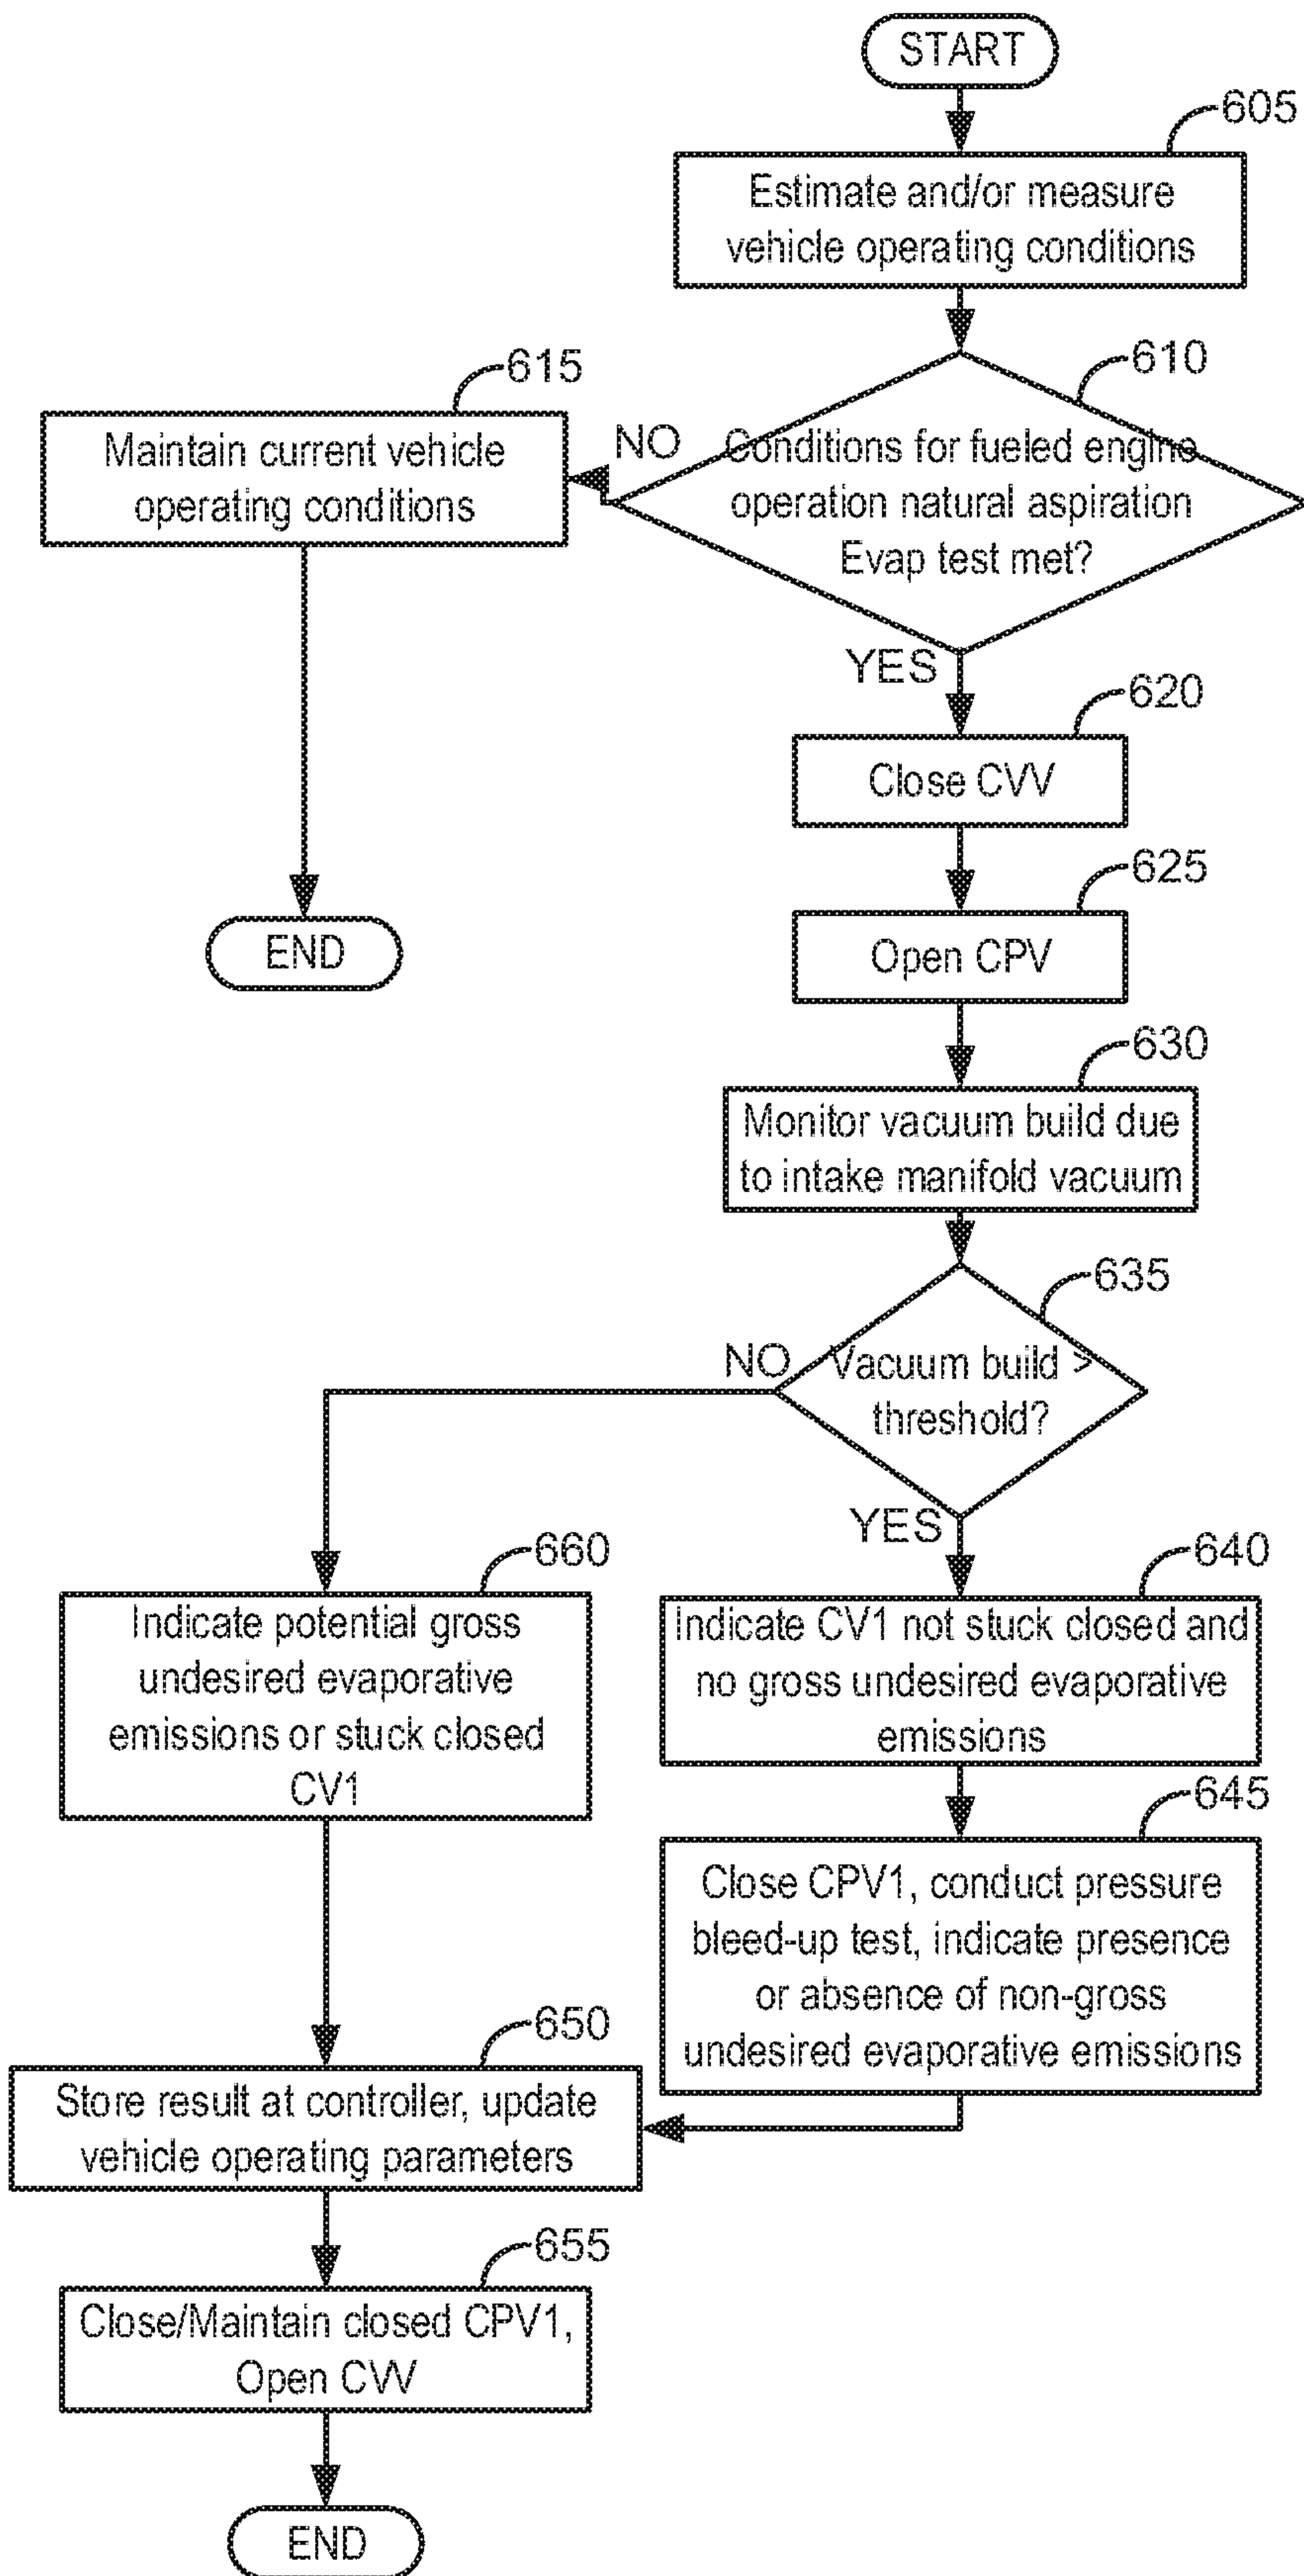 START
605
Estimate and/or measure
vehicle operating conditions
610
615
Maintain current vehicle
operating conditions
NO
Conditions for fueled engine
operation natural aspiration
Evap test met?
YES
620
Close CVV
625
Open CPV
END
630
Monitor vacuum build due
to intake manifold vacuum
635
NO
Vacuum build >
threshold?
YES
660
Indicate potential gross
undesired evaporative
emissions or stuck closed
CV1
640
Indicate CV1 not stuck closed and
no gross undesired evaporative
emissions
645
Close CPV1, conduct pressure
bleed-up test, indicate presence
or absence of non-gross
undesired evaporative emissions
650
Store result at controller, update
vehicle operating parameters
655
Close/Maintain closed CPV1,
Open CVV
END